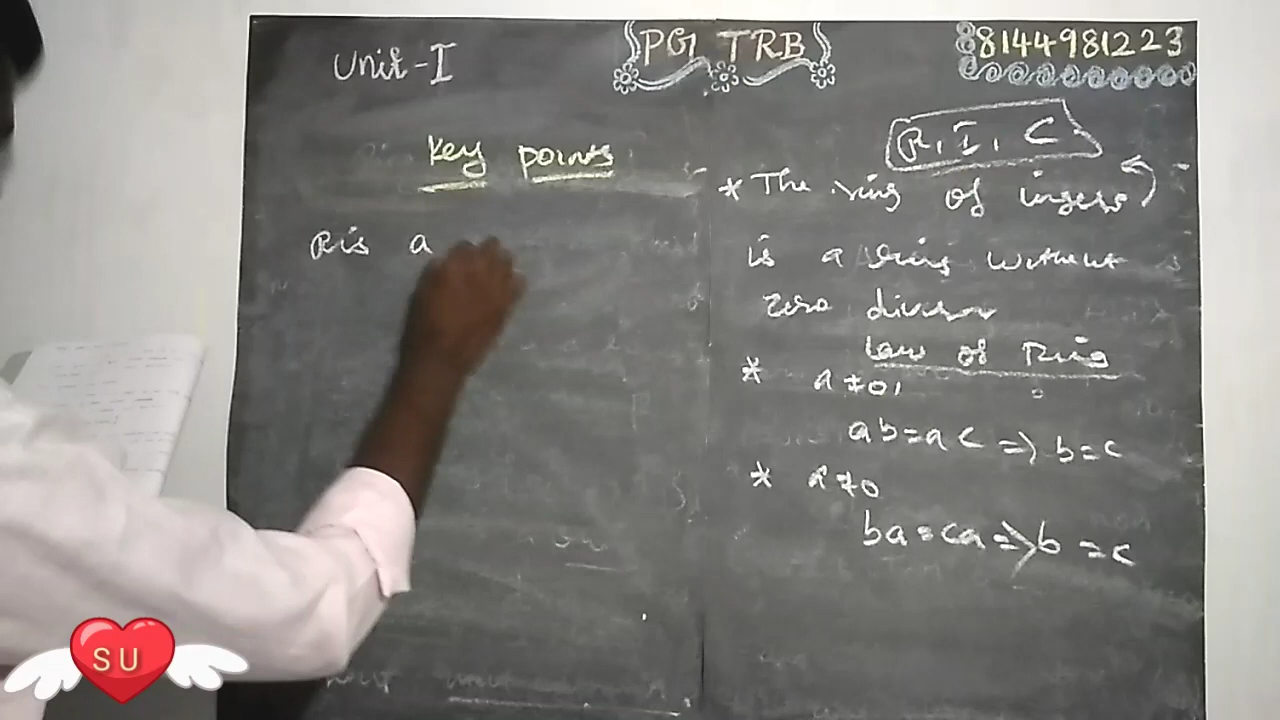 Unit - I
PG TRB
8144981223
Key points
R is a
R, I, C
* The ring of ingers
is a ring without
zero divisor
Law of Ring
* a ≠ 0,
ab = ac => b = c
* a ≠ 0
ba = ca => b = c
SU